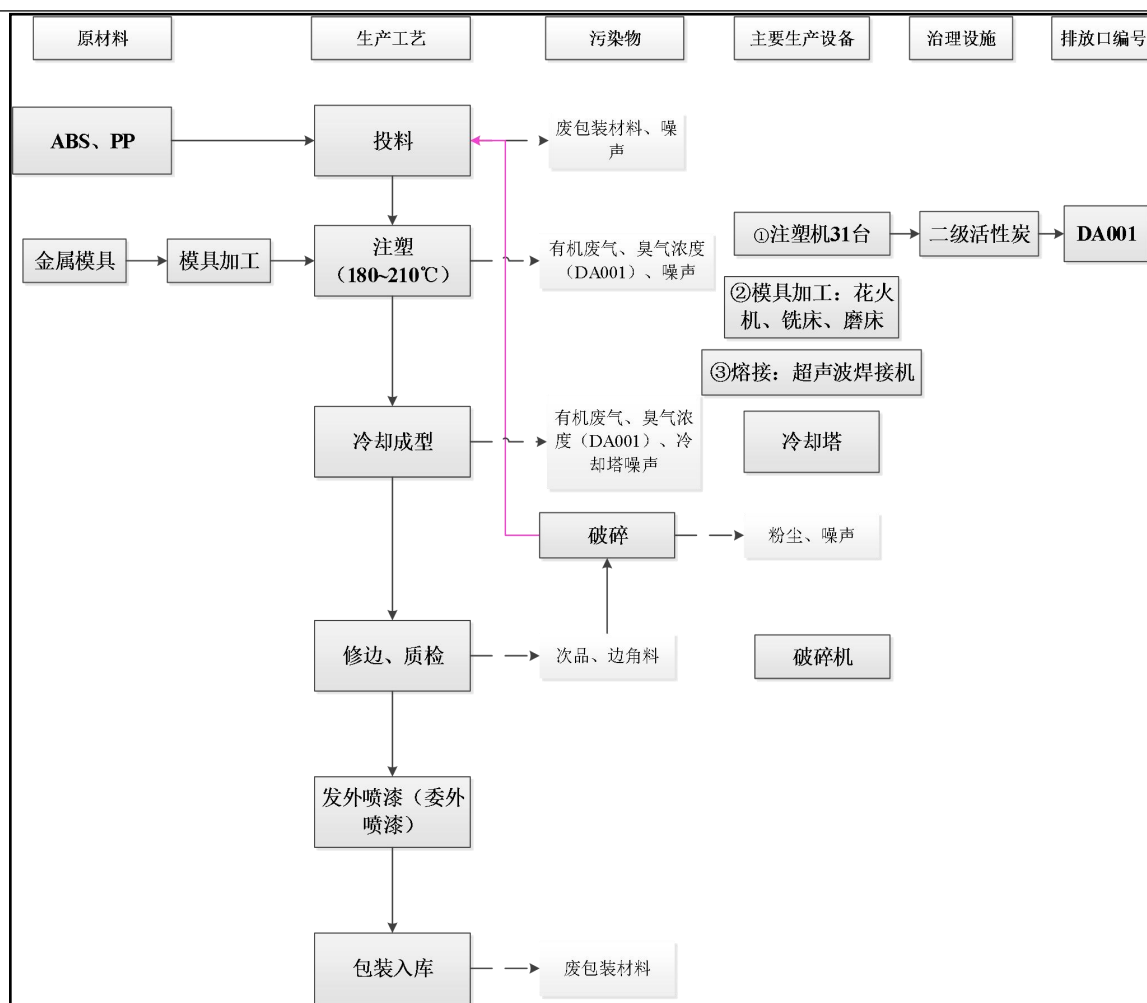 原材料
生产工艺
污染物
主要生产设备
治理设施
排放口编号
ABS、PP
投料
废包装材料、噪
声
金属模具
模具加工
注塑
（180~210℃）
有机废气、臭气浓度
（DA001）、噪声
①注塑机31台
二级活性炭
DA001
②模具加工：花火
机、铣床、磨床
③熔接：超声波焊接机
冷却成型
有机废气、臭气浓
度（DA001）、冷
却塔噪声
冷却塔
破碎
粉尘、噪声
修边、质检
次品、边角料
破碎机
发外喷漆（委外
喷漆）
包装入库
废包装材料